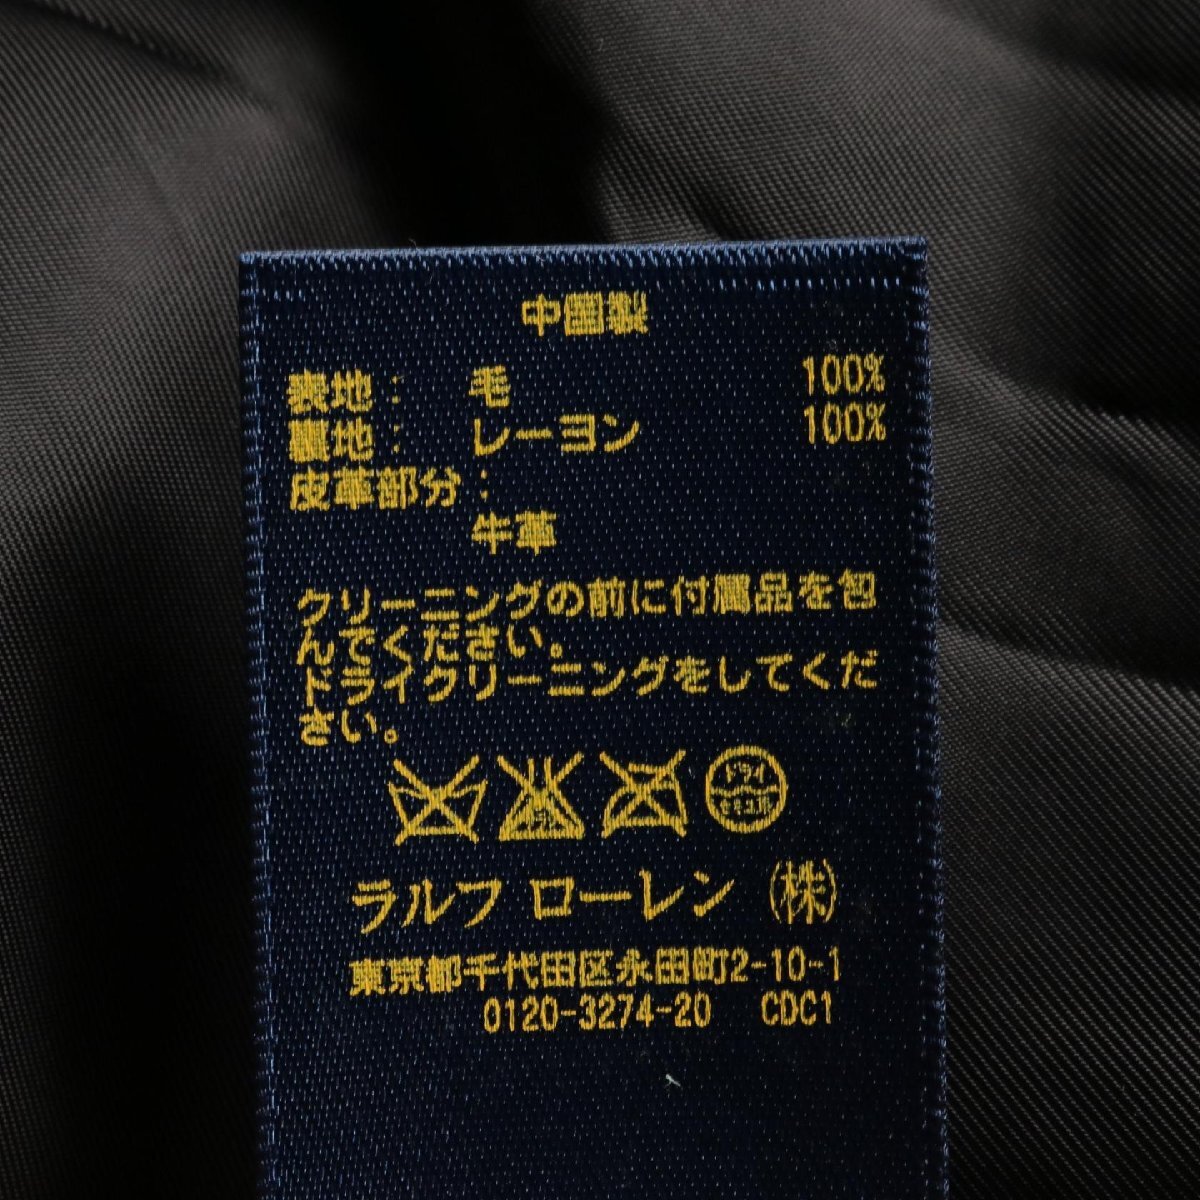 中国製
表地： 毛 100%
裏地： レーヨン 100%
皮革部分：
牛革
クリーニングの前に付属品を包
んでください。
ドライクリーニングをしてくだ
さい。
ドライ
ラルフ ローレン (株)
東京都千代田区永田町2-10-1
0120-3274-20 CDC1